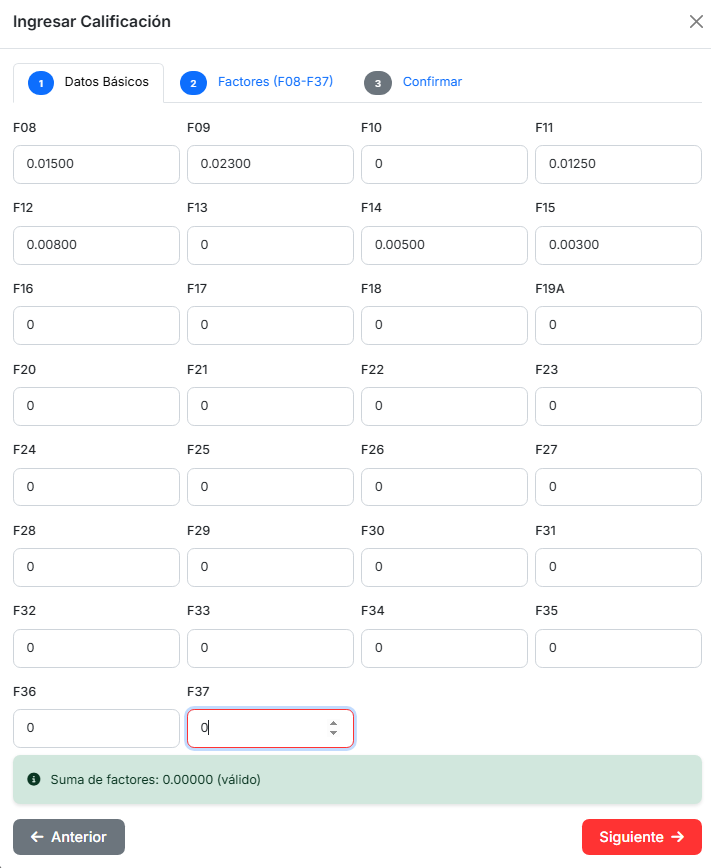 Ingresar Calificación
1 Datos Básicos 2 Factores (F08-F37) 3 Confirmar
F08 F09 F10 F11
0.01500 0.02300 0 0.01250
F12 F13 F14 F15
0.00800 0 0.00500 0.00300
F16 F17 F18 F19A
0 0 0 0
F20 F21 F22 F23
0 0 0 0
F24 F25 F26 F27
0 0 0 0
F28 F29 F30 F31
0 0 0 0
F32 F33 F34 F35
0 0 0 0
F36 F37
0 0
Suma de factores: 0.00000 (válido)
Anterior Siguiente